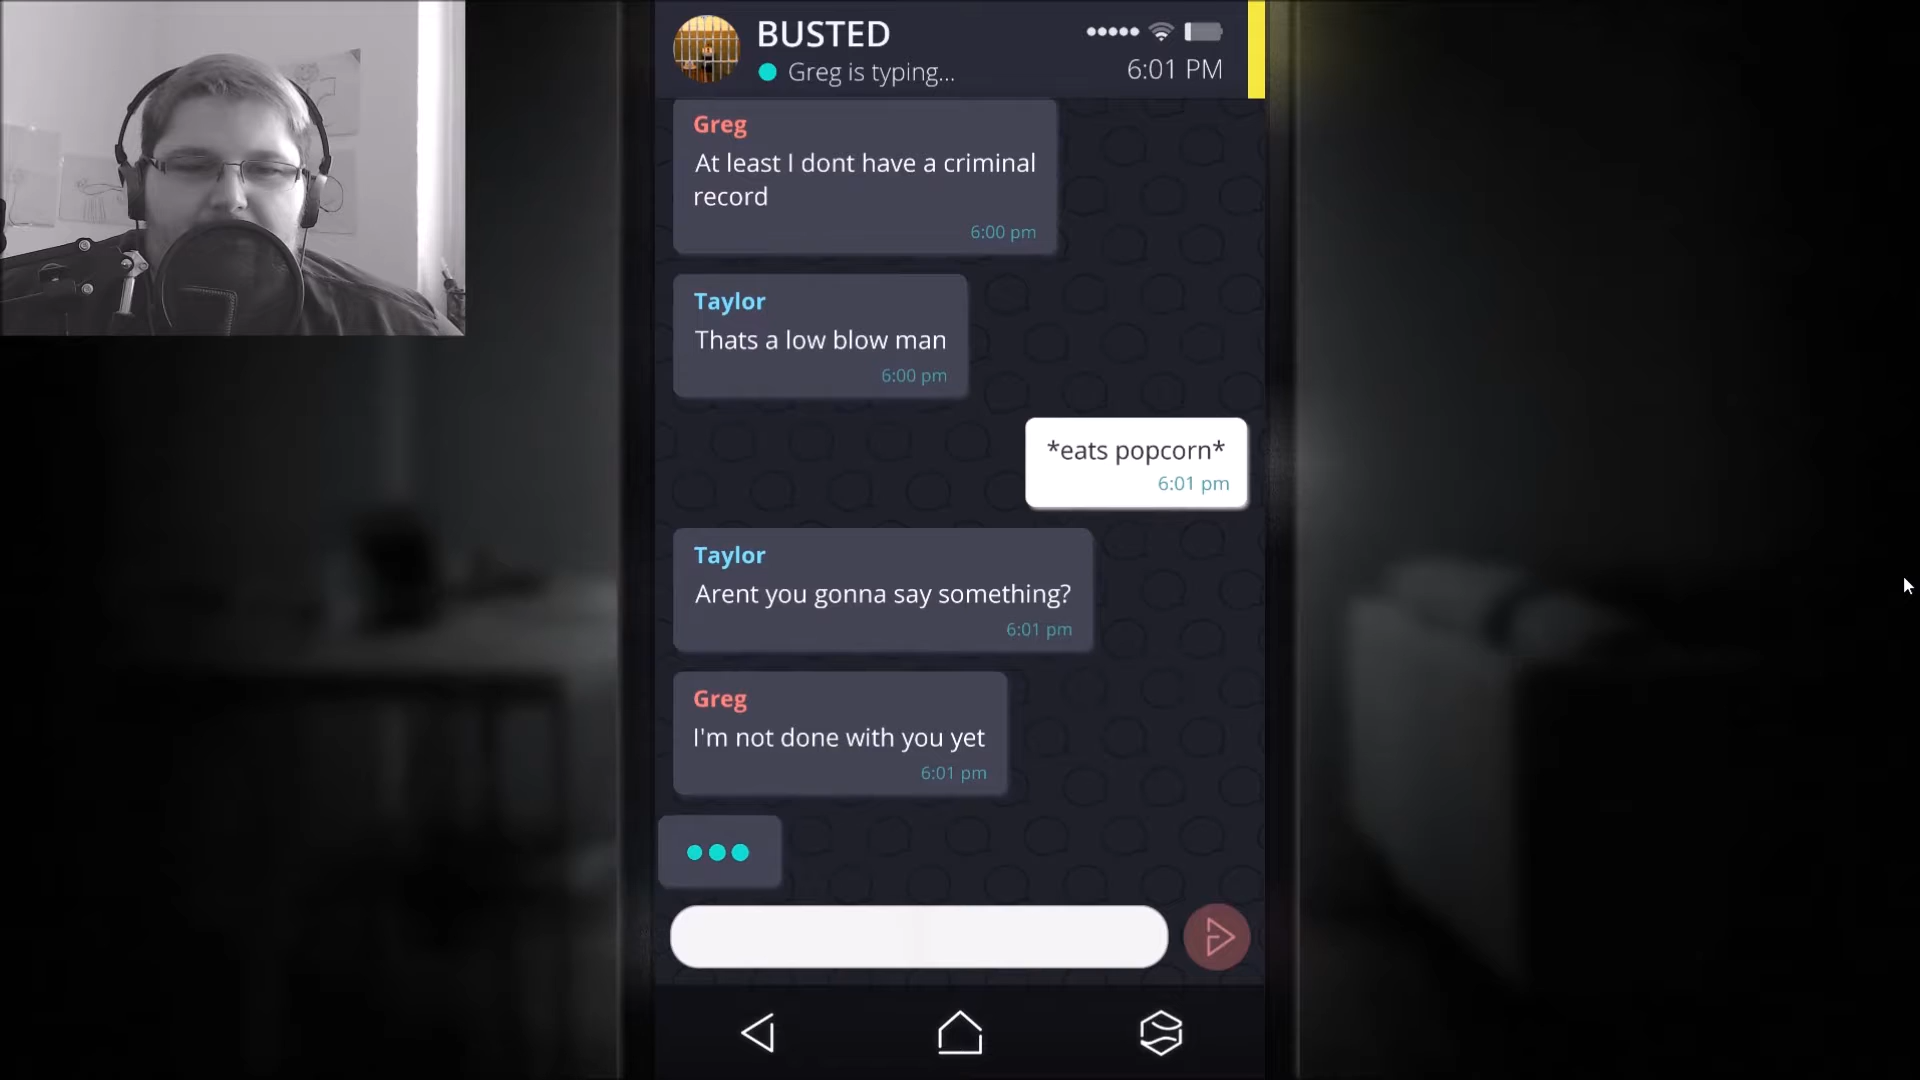 BUSTED
Greg is typing...
6:01 PM
Greg
At least I dont have a criminal
record
6:00 pm
Taylor
Thats a low blow man
6:00 pm
*eats popcorn*
6:01 pm
Taylor
Arent you gonna say something?
6:01 pm
Greg
I'm not done with you yet
6:01 pm